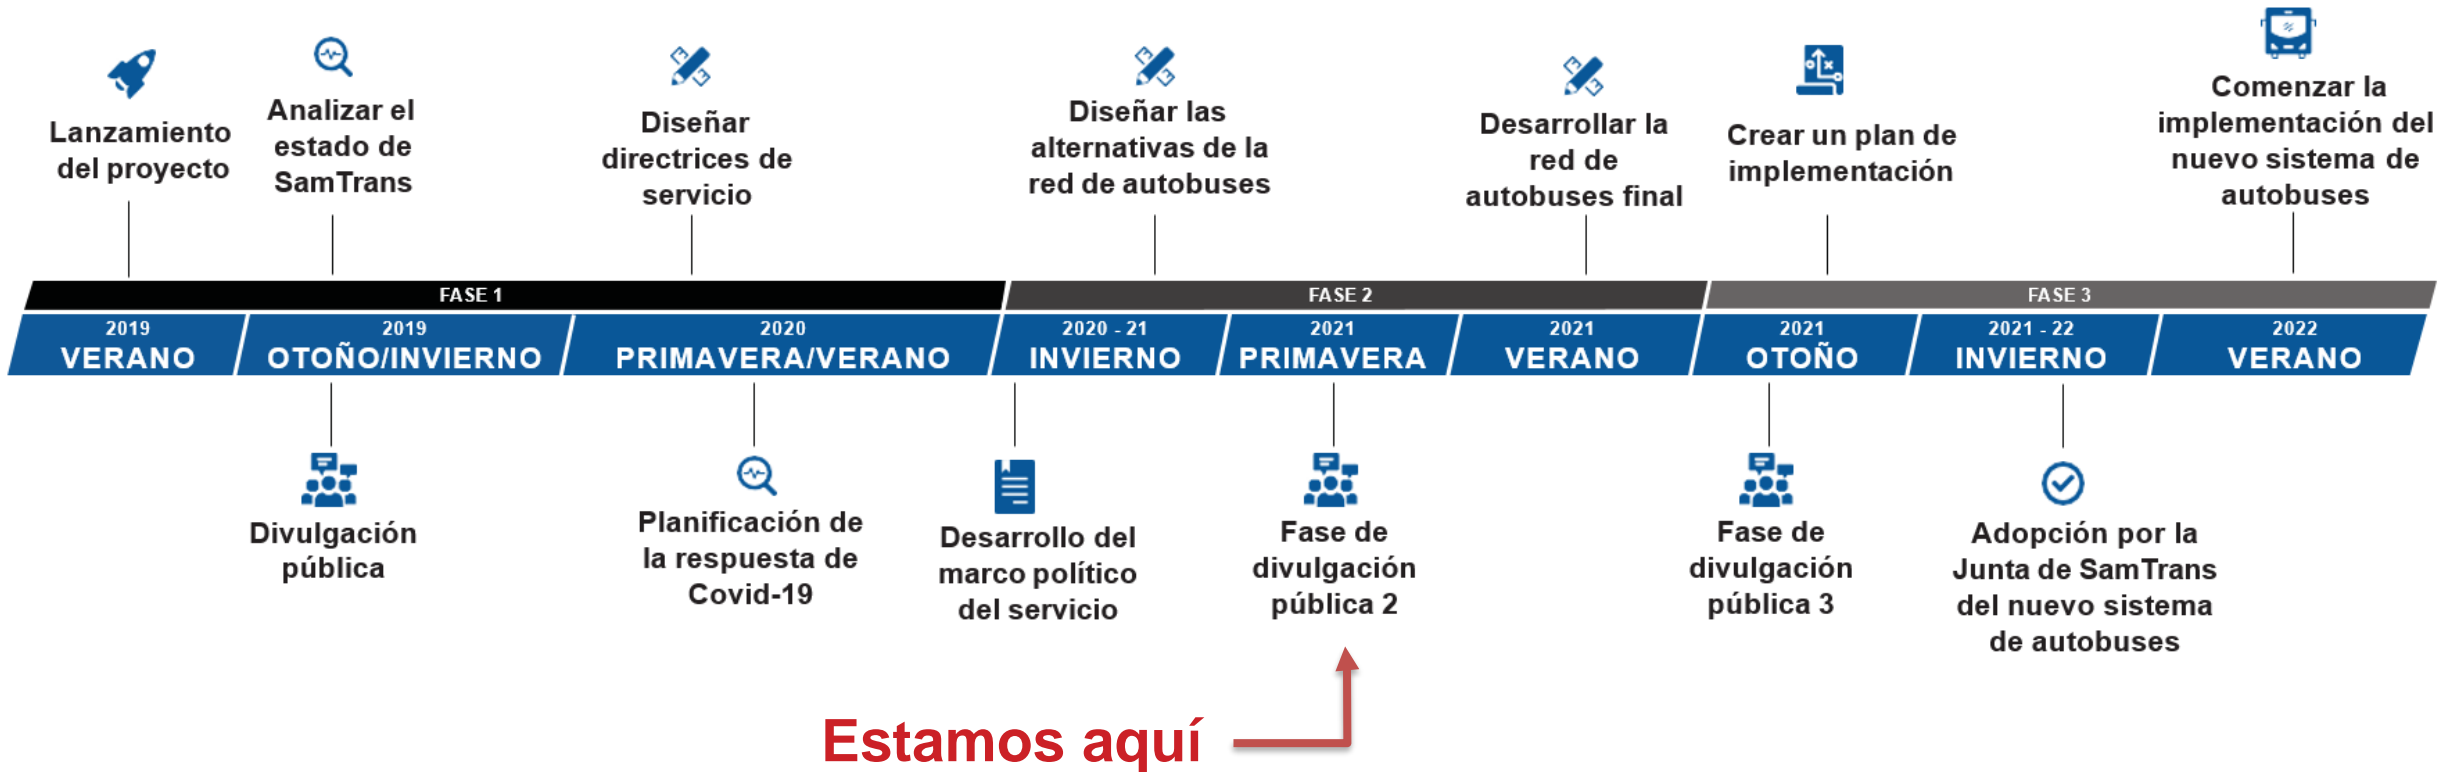 Lanzamiento
del proyecto
Analizar el
estado de
SamTrans
Diseñar
directrices de
servicio
Diseñar las
alternativas de la
red de autobuses
Desarrollar la
red de
autobuses final
Crear un plan de
implementación
Comenzar la
implementación del
nuevo sistema de
autobuses
FASE 1
FASE 2
FASE 3
2019
VERANO
2019
OTOÑO/INVIERNO
2020
PRIMAVERA/VERANO
2020 - 21
INVIERNO
2021
PRIMAVERA
2021
VERANO
2021
OTOÑO
2021 - 22
INVIERNO
2022
VERANO
Divulgación
pública
Planificación de
la respuesta de
Covid-19
Desarrollo del
marco político
del servicio
Fase de
divulgación
pública 2
Fase de
divulgación
pública 3
Adopción por la
Junta de SamTrans
del nuevo sistema
de autobuses
Estamos aquí